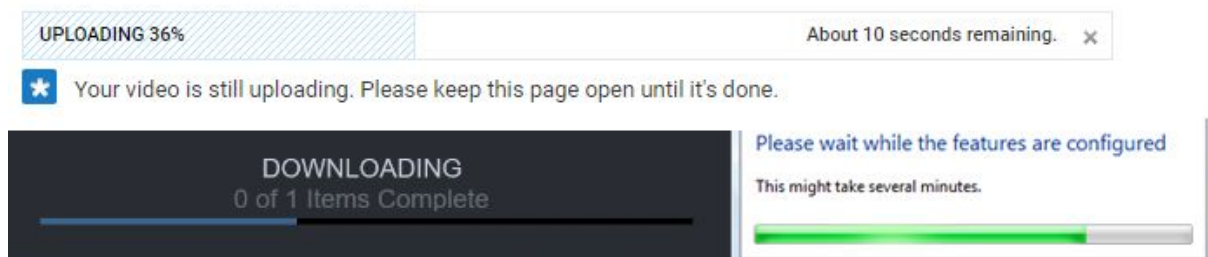 UPLOADING 36%
About 10 seconds remaining.
Your video is still uploading. Please keep this page open until it's done.
DOWNLOADING
0 of 1 Items Complete
Please wait while the features are configured
This might take several minutes.